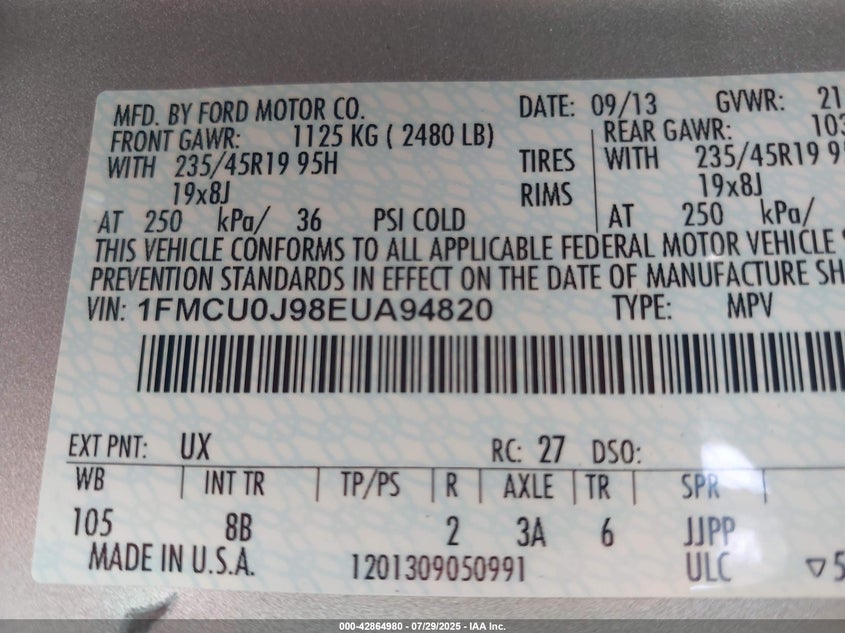 MFD. BY FORD MOTOR CO. DATE: 09/13 GVWR: 21
FRONT GAWR: 1125 KG ( 2480 LB) REAR GAWR: 103
WITH 235/45R19 95H TIRES WITH 235/45R19 95
19x8J RIMS 19x8J
AT 250 kPa/ 36 PSI COLD AT 250 kPa/
THIS VEHICLE CONFORMS TO ALL APPLICABLE FEDERAL MOTOR VEHICLE
PREVENTION STANDARDS IN EFFECT ON THE DATE OF MANUFACTURE SH
VIN: 1FMCU0J98EUA94820 TYPE: MPV
EXT PNT: UX RC: 27 DSO:
WB INT TR TP/PS R AXLE TR SPR
105 8B 2 3A 6 JJPP
MADE IN U.S.A. 1201309050991 ULC ▽5
000-42864980 | 07/29/2025 - IAA Inc.